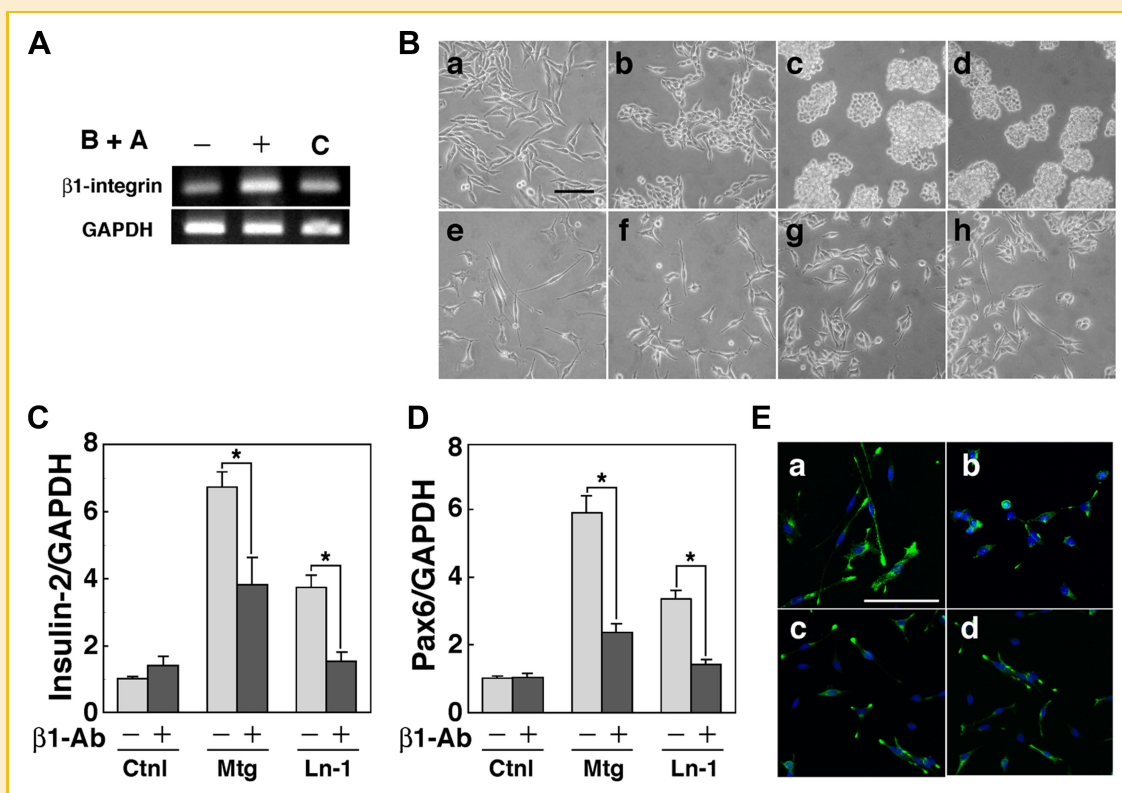 A
B + A − + C
β1-integrin
GAPDH
B
a b c d
e f g h
C
Insulin-2/GAPDH
8
6
4
2
0
* *
β1-Ab − + − + − +
Ctnl Mtg Ln-1
D
Pax6/GAPDH
8
6
4
2
0
* *
β1-Ab − + − + − +
Ctnl Mtg Ln-1
E
a b
c d